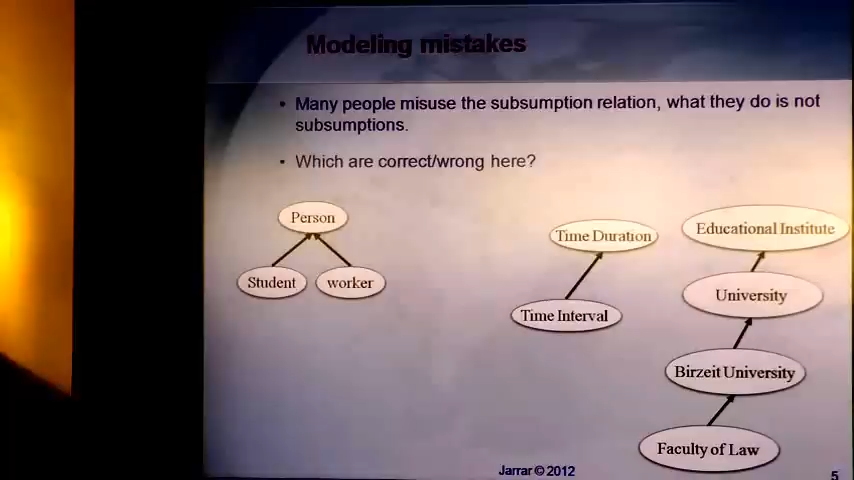 Modeling mistakes
• Many people misuse the subsumption relation, what they do is not
subsumptions.
• Which are correct/wrong here?
Person
Student
worker
Time Duration
Time Interval
Educational Institute
University
Birzeit University
Faculty of Law
Jarrar © 2012
5